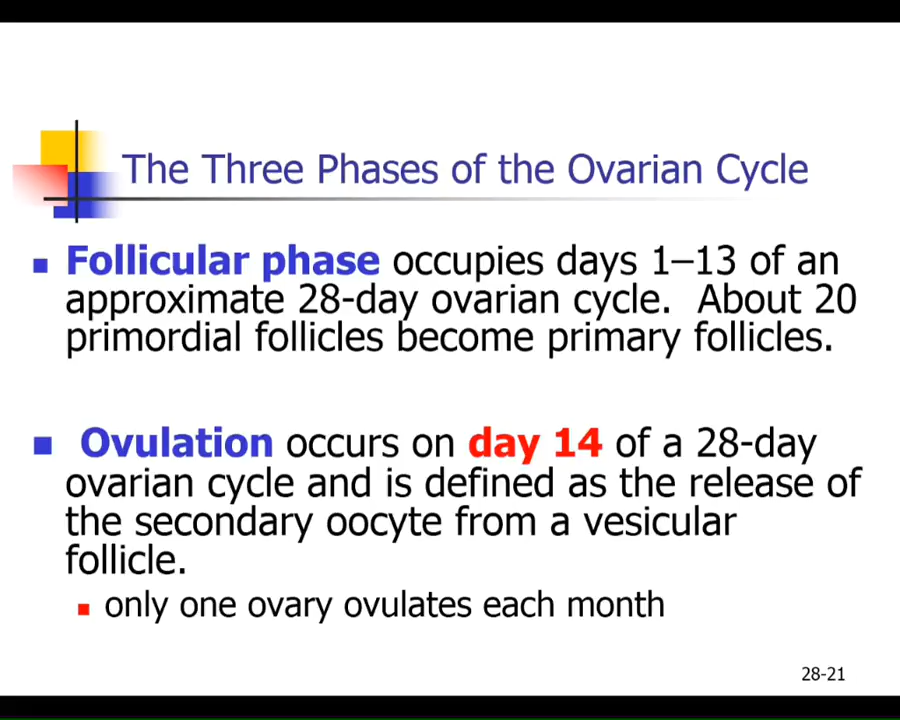 The Three Phases of the Ovarian Cycle
Follicular phase occupies days 1–13 of an
approximate 28-day ovarian cycle.  About 20
primordial follicles become primary follicles.
Ovulation occurs on day 14 of a 28-day
ovarian cycle and is defined as the release of
the secondary oocyte from a vesicular
follicle.
only one ovary ovulates each month
28-21